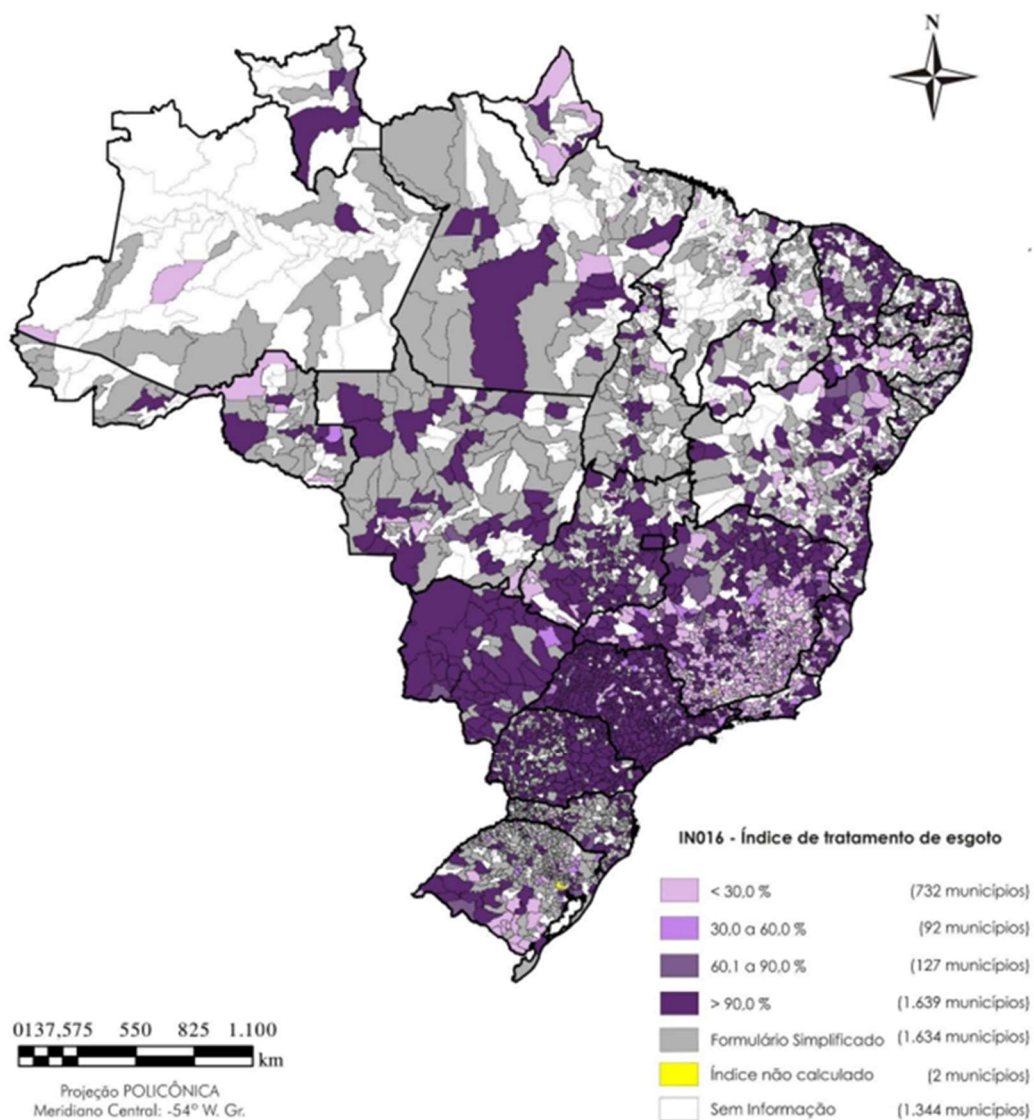 N
IN016 - Índice de tratamento de esgoto
< 30,0 % (732 municípios)
30,0 a 60,0 % (92 municípios)
60,1 a 90,0 % (127 municípios)
> 90,0 % (1.639 municípios)
Formulário Simplificado (1.634 municípios)
Índice não calculado (2 municípios)
Sem Informação (1.344 municípios)
0137,575 550 825 1.100
km
Projeção POLICÔNICA
Meridiano Central: -54° W. Gr.